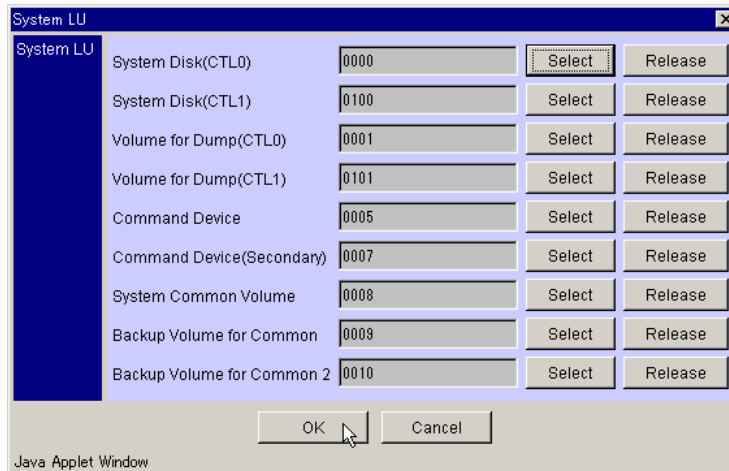 System LU
System LU
System Disk(CTL0) 0000 Select Release
System Disk(CTL1) 0100 Select Release
Volume for Dump(CTL0) 0001 Select Release
Volume for Dump(CTL1) 0101 Select Release
Command Device 0005 Select Release
Command Device(Secondary) 0007 Select Release
System Common Volume 0008 Select Release
Backup Volume for Common 0009 Select Release
Backup Volume for Common 2 0010 Select Release
OK Cancel
Java Applet Window